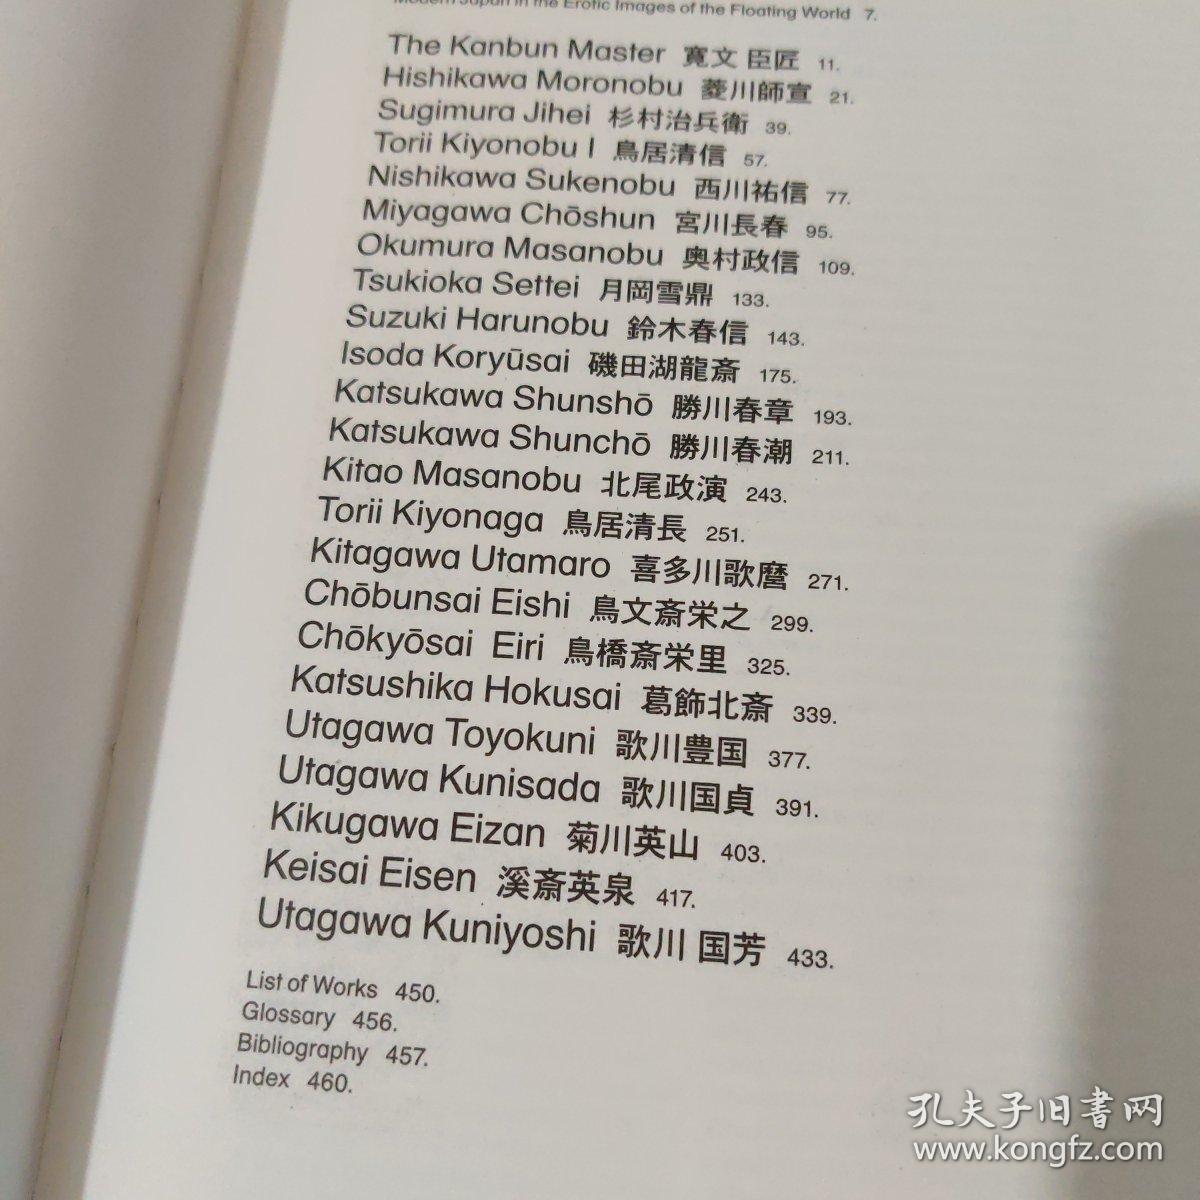 Modern Japan in the Erotic Images of the Floating World 7.
The Kanbun Master 寛文 臣匠 11.
Hishikawa Moronobu 菱川師宣 21.
Sugimura Jihei 杉村治兵衛 39.
Torii Kiyonobu I 鳥居清信 57.
Nishikawa Sukenobu 西川祐信 77.
Miyagawa Chōshun 宮川長春 95.
Okumura Masanobu 奥村政信 109.
Tsukioka Settei 月岡雪鼎 133.
Suzuki Harunobu 鈴木春信 143.
Isoda Koryūsai 磯田湖龍斎 175.
Katsukawa Shunshō 勝川春章 193.
Katsukawa Shunchō 勝川春潮 211.
Kitao Masanobu 北尾政演 243.
Torii Kiyonaga 鳥居清長 251.
Kitagawa Utamaro 喜多川歌麿 271.
Chōbunsai Eishi 鳥文斎栄之 299.
Chōkyōsai Eiri 鳥橋斎栄里 325.
Katsushika Hokusai 葛飾北斎 339.
Utagawa Toyokuni 歌川豊国 377.
Utagawa Kunisada 歌川国貞 391.
Kikugawa Eizan 菊川英山 403.
Keisai Eisen 溪斎英泉 417.
Utagawa Kuniyoshi 歌川 国芳 433.
List of Works 450.
Glossary 456.
Bibliography 457.
Index 460.
孔夫子旧书网
www.kongfz.com